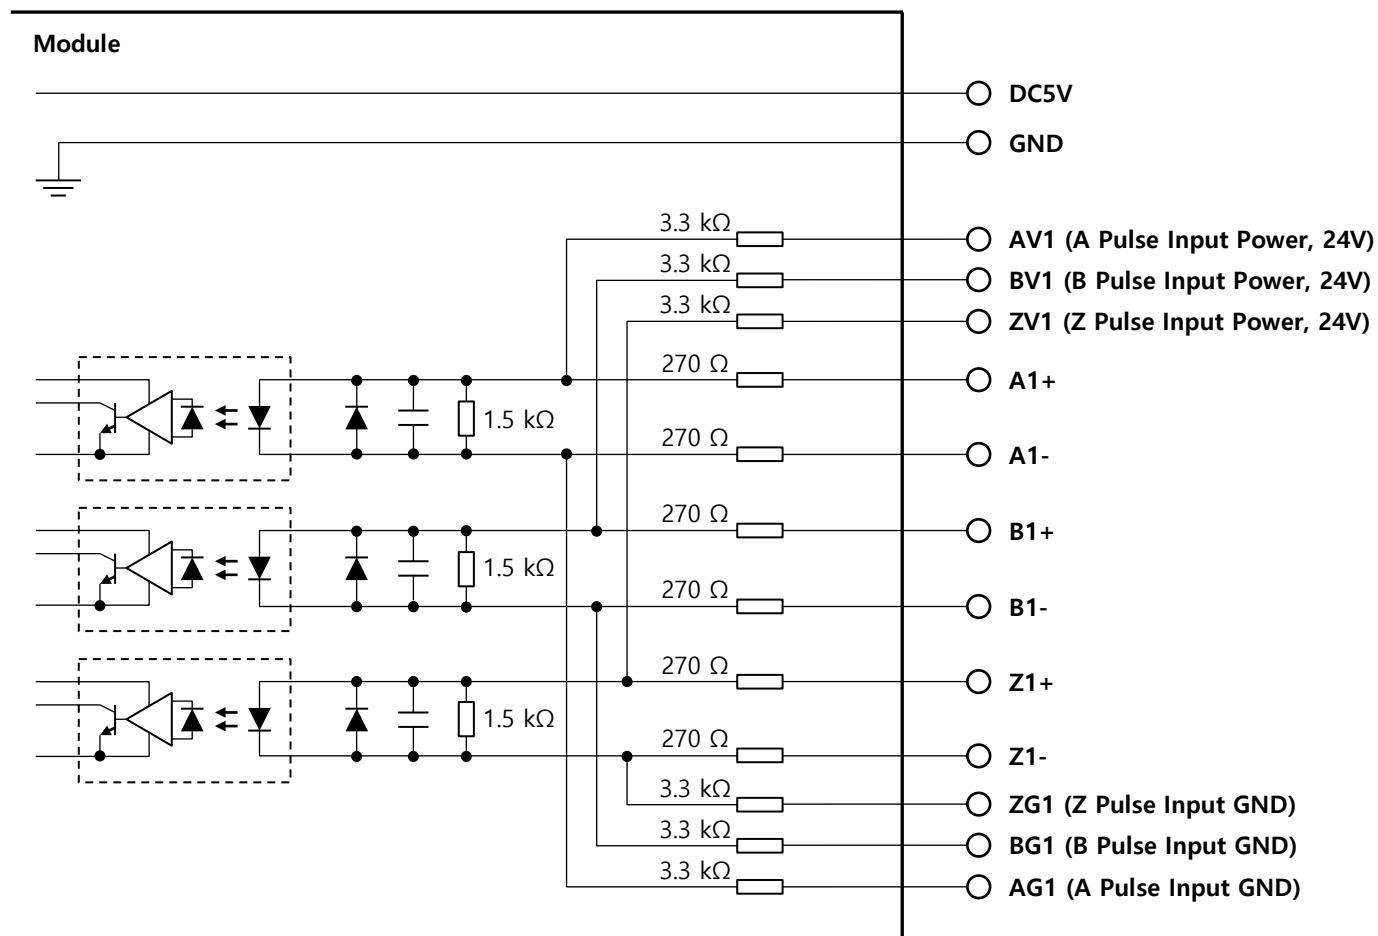 Module
DC5V
GND
3.3 kΩ
AV1 (A Pulse Input Power, 24V)
3.3 kΩ
BV1 (B Pulse Input Power, 24V)
3.3 kΩ
ZV1 (Z Pulse Input Power, 24V)
270 Ω
A1+
1.5 kΩ
270 Ω
A1-
270 Ω
B1+
1.5 kΩ
270 Ω
B1-
270 Ω
Z1+
1.5 kΩ
270 Ω
Z1-
3.3 kΩ
ZG1 (Z Pulse Input GND)
3.3 kΩ
BG1 (B Pulse Input GND)
3.3 kΩ
AG1 (A Pulse Input GND)